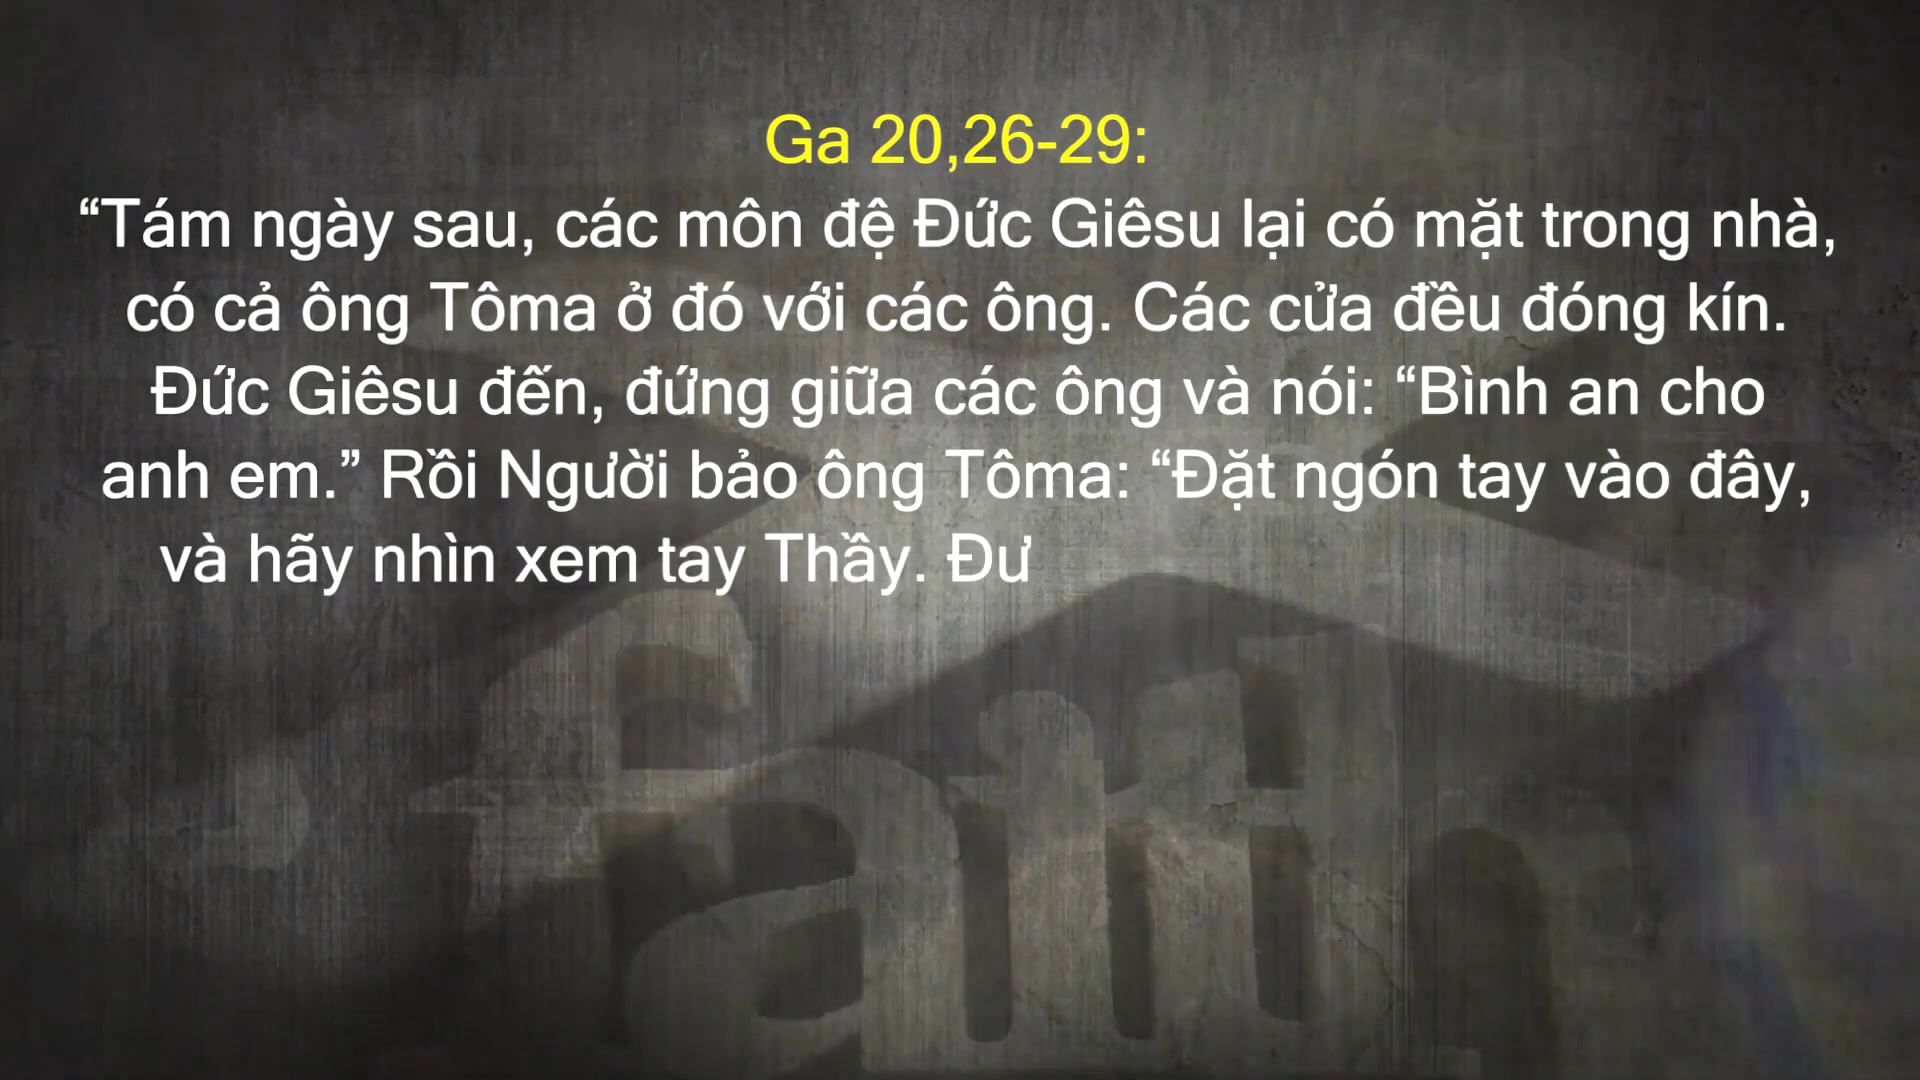 Ga 20,26-29:
“Tám ngày sau, các môn đệ Đức Giêsu lại có mặt trong nhà,
có cả ông Tôma ở đó với các ông. Các cửa đều đóng kín.
Đức Giêsu đến, đứng giữa các ông và nói: “Bình an cho
anh em.” Rồi Người bảo ông Tôma: “Đặt ngón tay vào đây,
và hãy nhìn xem tay Thầy. Đư
faith